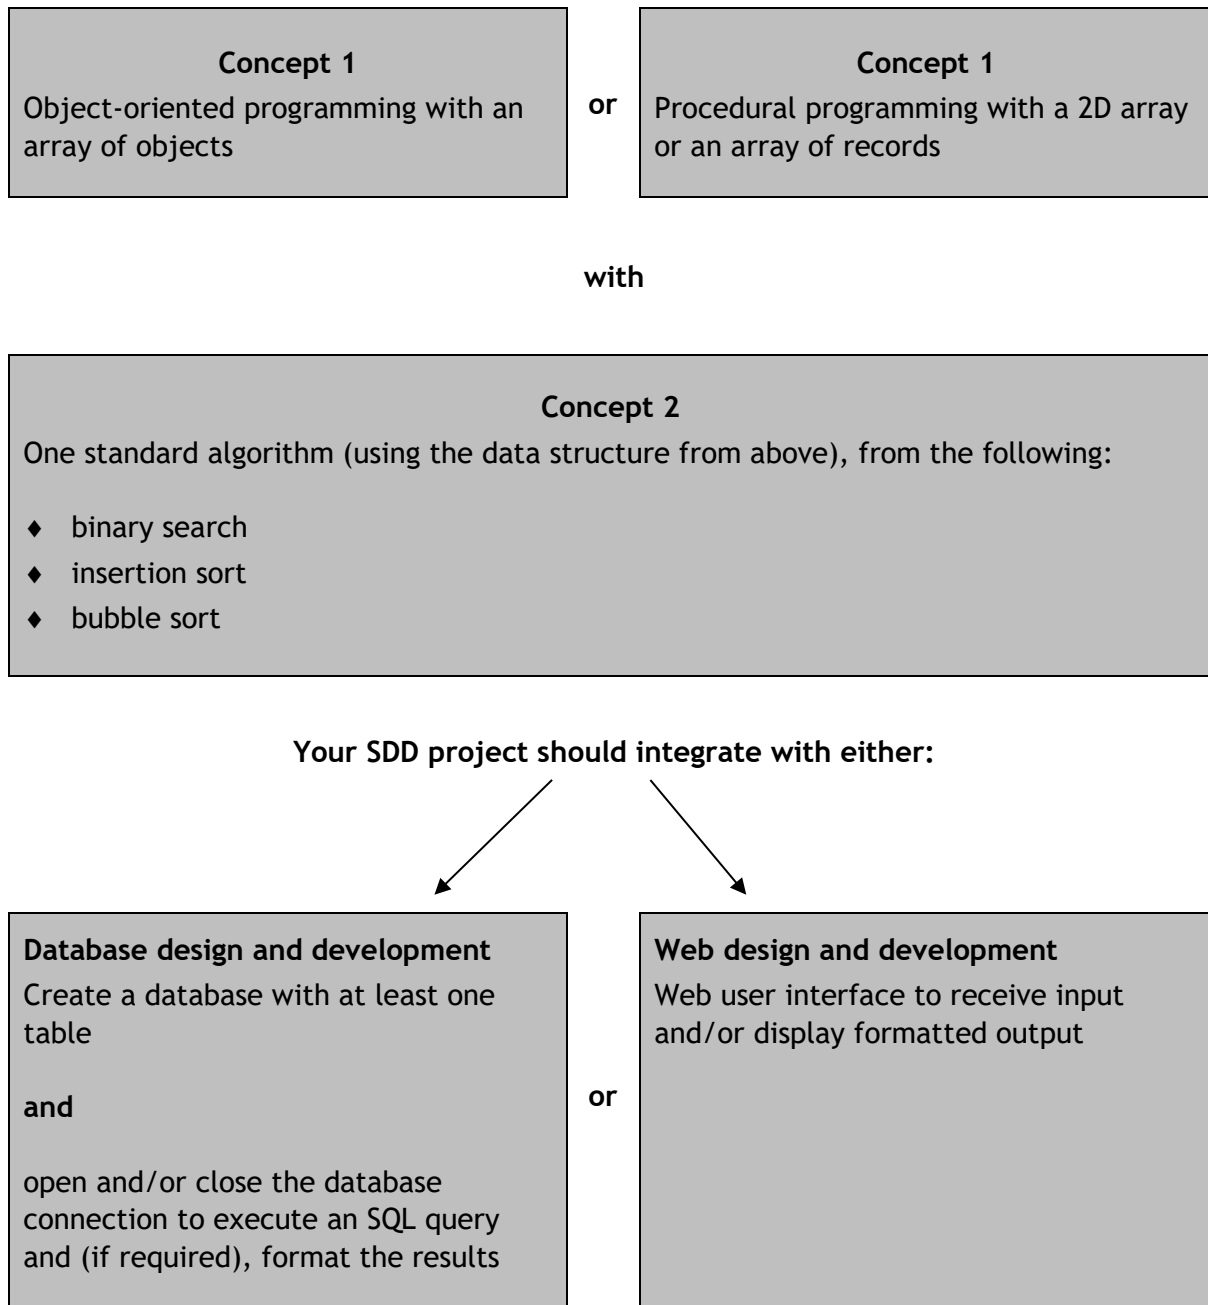 Concept 1
Object-oriented programming with an
array of objects
or
Concept 1
Procedural programming with a 2D array
or an array of records
with
Concept 2
One standard algorithm (using the data structure from above), from the following:
♦ binary search
♦ insertion sort
♦ bubble sort
Your SDD project should integrate with either:
Database design and development
Create a database with at least one
table
and
open and/or close the database
connection to execute an SQL query
and (if required), format the results
or
Web design and development
Web user interface to receive input
and/or display formatted output